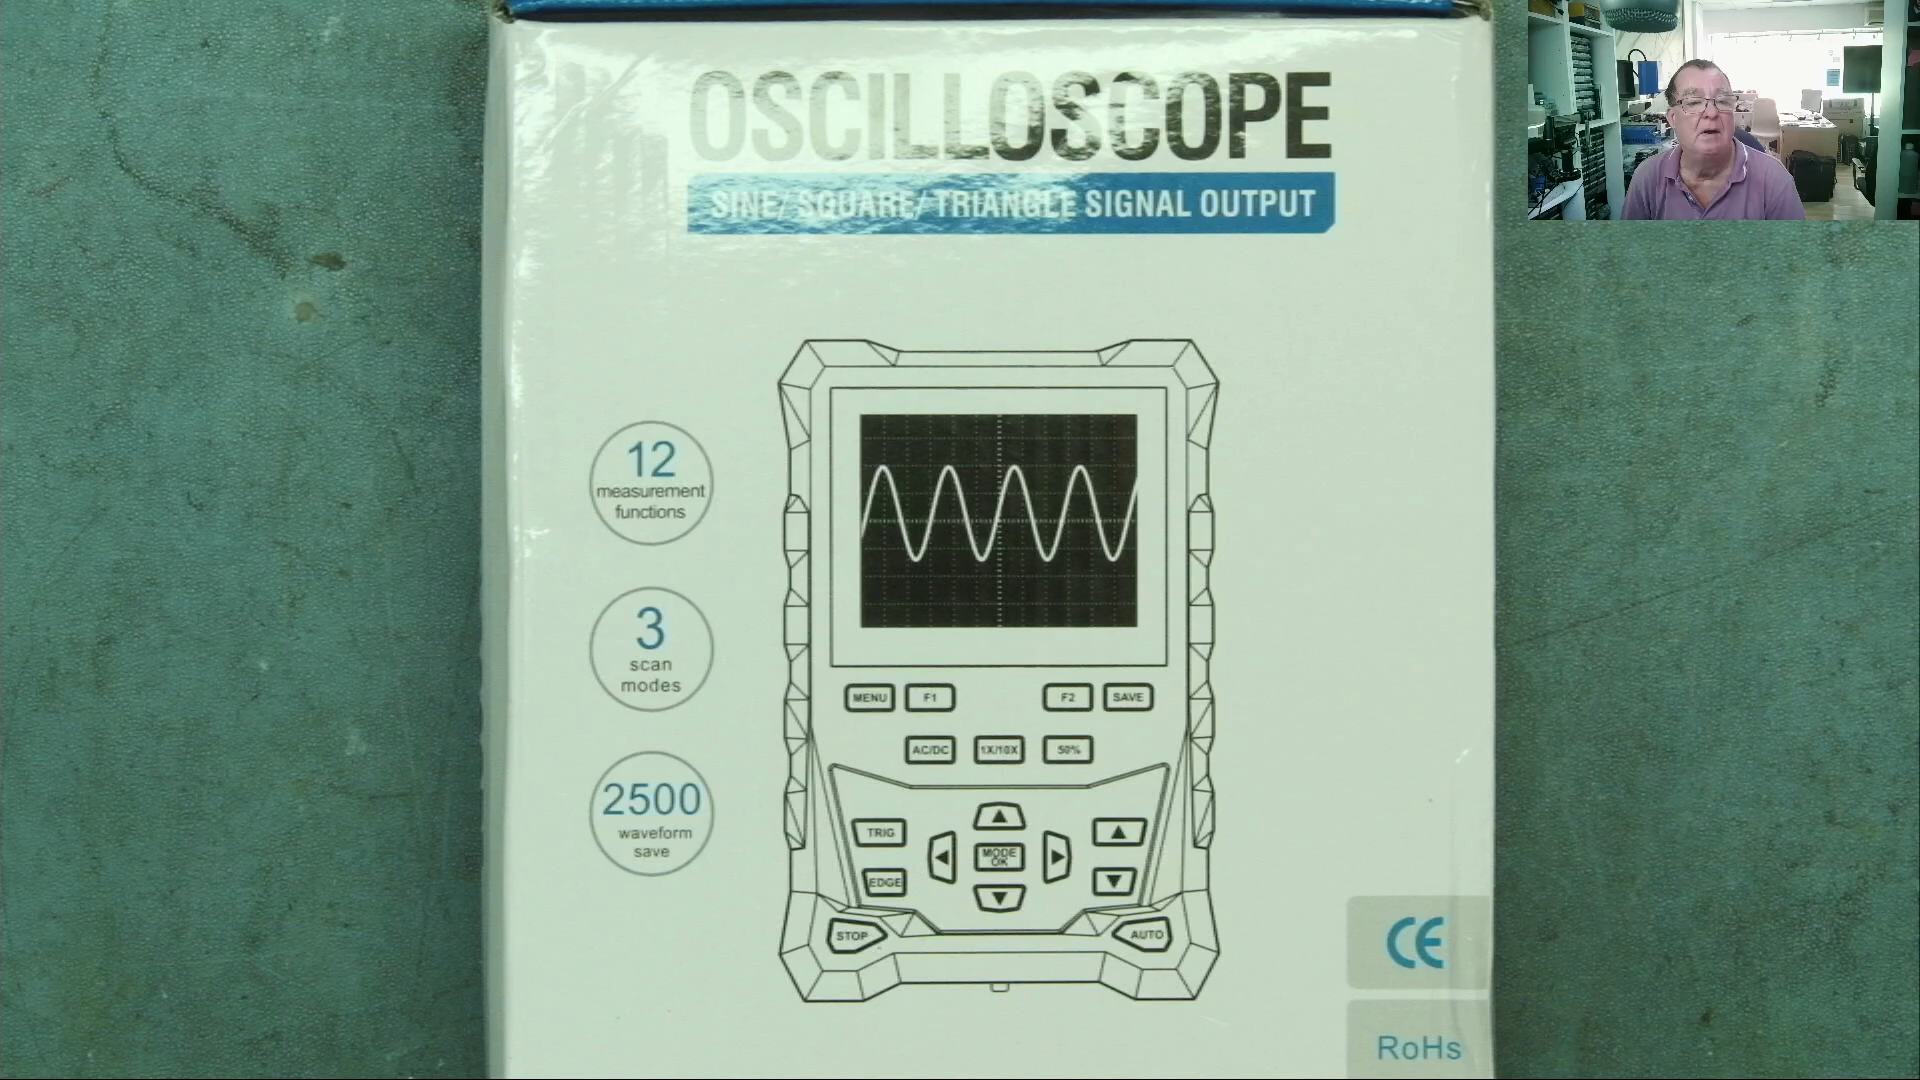 OSCILLOSCOPE
SINE/ SQUARE/ TRIANGLE SIGNAL OUTPUT
12
measurement
functions
3
scan
modes
2500
waveform
save
MENU F1 F2 SAVE
AC/DC 1X/10X 50%
TRIG
MODE
OK
EDGE
STOP AUTO
CE
RoHs